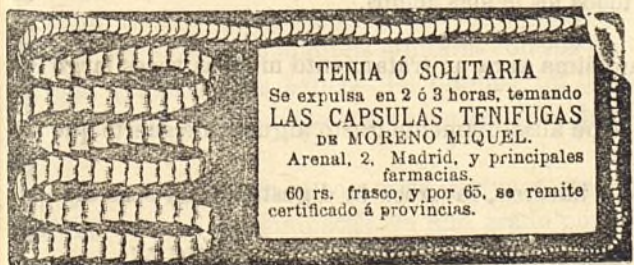 TENIA Ó SOLITARIA
Se expulsa en 2 ó 3 horas, temando
LAS CAPSULAS TENIFUGAS
DE MORENO MIQUEL.
Arenal, 2, Madrid, y principales
farmacias.
60 rs. frasco, y por 65, se remite
certificado á provincias.